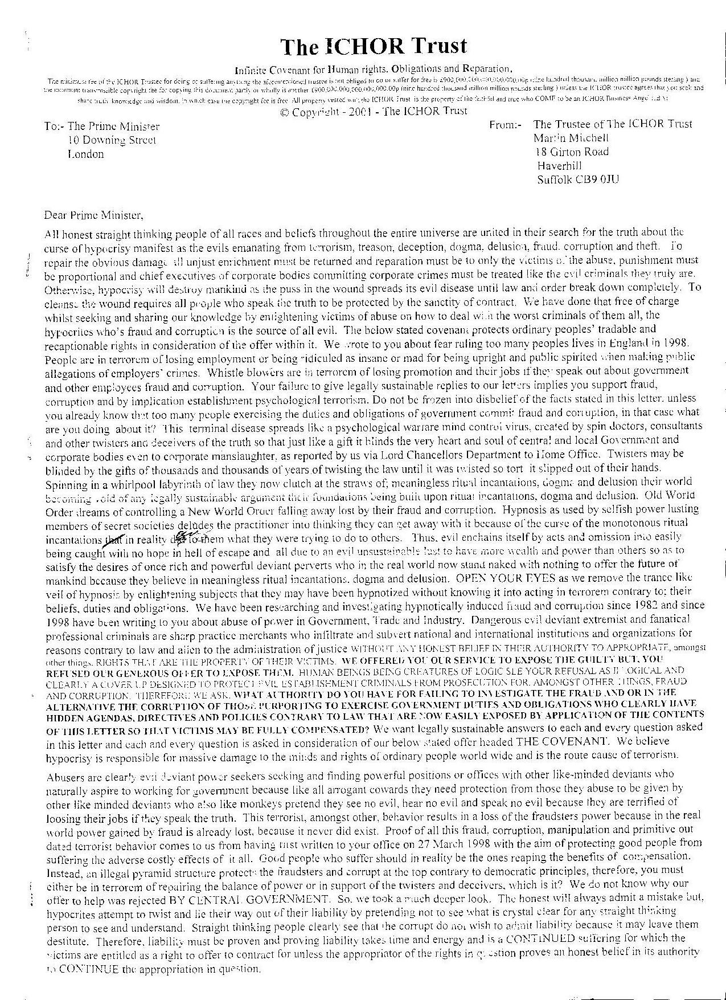 The ICHOR Trust
Infinite Covenant for Human rights, Obligations and Reparation.
The minimum fee of the ICHOR Trustee for doing or suffering anything the aforementioned trustee is not obliged to do or suffer for free is £900,000,000,000,000,000.00p (nine hundred thousand million million pounds sterling ) and
the minimum transmissible copyright fee for copying this document partly or wholly is another £900,000,000,000,000,000.00p (nine hundred thousand million million pounds sterling ) unless the ICHOR trustee agrees that you seek and
share truth, knowledge and wisdom, in which case the copyright fee is free. All property vested with the ICHOR Trust is the property of the faithful and true who COME to be an ICHOR Business Angel
© Copyright - 2001 - The ICHOR Trust
To:- The Prime Minister
10 Downing Street
London
From:- The Trustee of The ICHOR Trust
Martin Mitchell
18 Girton Road
Haverhill
Suffolk CB9 0JU
Dear Prime Minister,
All honest straight thinking people of all races and beliefs throughout the entire universe are united in their search for the truth about the
curse of hypocrisy manifest as the evils emanating from terrorism, treason, deception, dogma, delusion, fraud, corruption and theft. To
repair the obvious damage all unjust enrichment must be returned and reparation must be to only the victims of the abuse, punishment must
be proportional and chief executives of corporate bodies committing corporate crimes must be treated like the evil criminals they truly are.
Otherwise, hypocrisy will destroy mankind as the puss in the wound spreads its evil disease until law and order break down completely. To
cleanse the wound requires all people who speak the truth to be protected by the sanctity of contract. We have done that free of charge
whilst seeking and sharing our knowledge by enlightening victims of abuse on how to deal with the worst criminals of them all, the
hypocrites who's fraud and corruption is the source of all evil. The below stated covenant protects ordinary peoples' tradable and
recaptionable rights in consideration of the offer within it. We wrote to you about fear ruling too many peoples lives in England in 1998.
People are in terrorem of losing employment or being ridiculed as insane or mad for being upright and public spirited when making public
allegations of employers' crimes. Whistle blowers are in terrorem of losing promotion and their jobs if they speak out about government
and other employees fraud and corruption. Your failure to give legally sustainable replies to our letters implies you support fraud,
corruption and by implication establishment psychological terrorism. Do not be frozen into disbelief of the facts stated in this letter, unless
you already know that too many people exercising the duties and obligations of government commit fraud and corruption, in that case what
are you doing about it? This terminal disease spreads like a psychological warfare mind control virus, created by spin doctors, consultants
and other twisters and deceivers of the truth so that just like a gift it blinds the very heart and soul of central and local Government and
corporate bodies even to corporate manslaughter, as reported by us via Lord Chancellors Department to Home Office. Twisters may be
blinded by the gifts of thousands and thousands of years of twisting the law until it was twisted so tort it slipped out of their hands.
Spinning in a whirlpool labyrinth of law they now clutch at the straws of; meaningless ritual incantations, dogma and delusion their world
becoming void of any legally sustainable argument their foundations being built upon ritual incantations, dogma and delusion. Old World
Order dreams of controlling a New World Order falling away lost by their fraud and corruption. Hypnosis as used by selfish power lusting
members of secret societies deludes the practitioner into thinking they can get away with it because of the curse of the monotonous ritual
incantations that in reality to them what they were trying to do to others. Thus, evil enchains itself by acts and omission into easily
being caught with no hope in hell of escape and all due to an evil unsustainable lust to have more wealth and power than others so as to
satisfy the desires of once rich and powerful deviant perverts who in the real world now stand naked with nothing to offer the future of
mankind because they believe in meaningless ritual incantations, dogma and delusion. OPEN YOUR EYES as we remove the trance like
veil of hypnosis by enlightening subjects that they may have been hypnotized without knowing it into acting in terrorem contrary to; their
beliefs, duties and obligations. We have been researching and investigating hypnotically induced fraud and corruption since 1982 and since
1998 have been writing to you about abuse of power in Government, Trade and Industry. Dangerous evil deviant extremist and fanatical
professional criminals are sharp practice merchants who infiltrate and subvert national and international institutions and organizations for
reasons contrary to law and alien to the administration of justice WITHOUT ANY HONEST BELIEF IN THEIR AUTHORITY TO APPROPRIATE, amongst
other things, RIGHTS THAT ARE THE PROPERTY OF THEIR VICTIMS. WE OFFERED YOU OUR SERVICE TO EXPOSE THE GUILTY BUT, YOU
REFUSED OUR GENEROUS OFFER TO EXPOSE THEM. HUMAN BEINGS BEING CREATURES OF LOGIC SEE YOUR REFUSAL AS ILLOGICAL AND
CLEARLY A COVER UP DESIGNED TO PROTECT EVIL ESTABLISHMENT CRIMINALS FROM PROSECUTION FOR, AMONGST OTHER THINGS, FRAUD
AND CORRUPTION. THEREFORE WE ASK, WHAT AUTHORITY DO YOU HAVE FOR FAILING TO INVESTIGATE THE FRAUD AND OR IN THE
ALTERNATIVE THE CORRUPTION OF THOSE PURPORTING TO EXERCISE GOVERNMENT DUTIES AND OBLIGATIONS WHO CLEARLY HAVE
HIDDEN AGENDAS, DIRECTIVES AND POLICIES CONTRARY TO LAW THAT ARE NOW EASILY EXPOSED BY APPLICATION OF THE CONTENTS
OF THIS LETTER SO THAT VICTIMS MAY BE FULLY COMPENSATED? We want legally sustainable answers to each and every question asked
in this letter and each and every question is asked in consideration of our below stated offer headed THE COVENANT. We believe
hypocrisy is responsible for massive damage to the minds and rights of ordinary people world wide and is the route cause of terrorism.
Abusers are clearly evil deviant power seekers seeking and finding powerful positions or offices with other like-minded deviants who
naturally aspire to working for government because like all arrogant cowards they need protection from those they abuse to be given by
other like minded deviants who also like monkeys pretend they see no evil, hear no evil and speak no evil because they are terrified of
loosing their jobs if they speak the truth. This terrorist, amongst other, behavior results in a loss of the fraudsters power because in the real
world power gained by fraud is already lost, because it never did exist. Proof of all this fraud, corruption, manipulation and primitive out
dated terrorist behavior comes to us from having first written to your office on 27 March 1998 with the aim of protecting good people from
suffering the adverse costly effects of it all. Good people who suffer should in reality be the ones reaping the benefits of compensation.
Instead, an illegal pyramid structure protects the fraudsters and corrupt at the top contrary to democratic principles, therefore, you must
either be in terrorem of repairing the balance of power or in support of the twisters and deceivers, which is it? We do not know why our
offer to help was rejected BY CENTRAL GOVERNMENT. So, we took a much deeper look. The honest will always admit a mistake but,
hypocrites attempt to twist and lie their way out of their liability by pretending not to see what is crystal clear for any straight thinking
person to see and understand. Straight thinking people clearly see that the corrupt do not wish to admit liability because it may leave them
destitute. Therefore, liability must be proven and proving liability takes time and energy and is a CONTINUED suffering for which the
victims are entitled as a right to offer to contract for unless the appropriator of the rights in question proves an honest belief in its authority
to CONTINUE the appropriation in question.